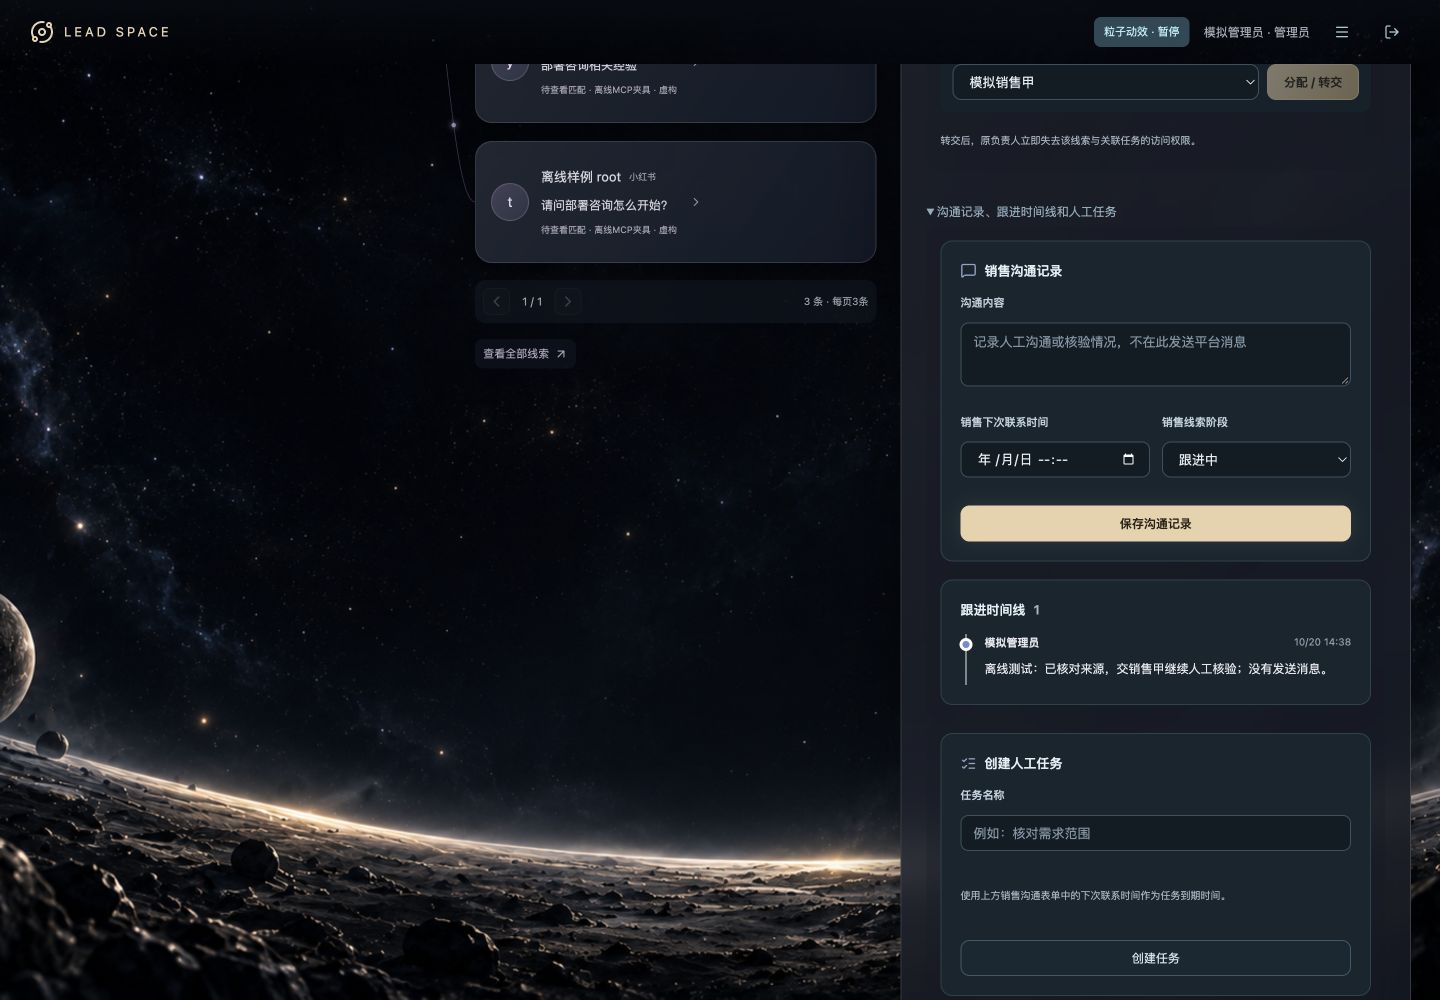 LEAD SPACE
粒子动效 · 暂停
模拟管理员 · 管理员
y
部署咨询相关经验
待查看匹配 · 离线MCP夹具 · 虚构
t
离线样例 root 小红书
请问部署咨询怎么开始?
待查看匹配 · 离线MCP夹具 · 虚构
1 / 1
3 条 · 每页3条
查看全部线索
模拟销售甲
分配 / 转交
转交后，原负责人立即失去该线索与关联任务的访问权限。
沟通记录、跟进时间线和人工任务
销售沟通记录
沟通内容
记录人工沟通或核验情况，不在此发送平台消息
销售下次联系时间
销售线索阶段
年 /月/日 --:--
跟进中
保存沟通记录
跟进时间线 1
模拟管理员
10/20 14:38
离线测试：已核对来源，交销售甲继续人工核验；没有发送消息。
创建人工任务
任务名称
例如：核对需求范围
使用上方销售沟通表单中的下次联系时间作为任务到期时间。
创建任务